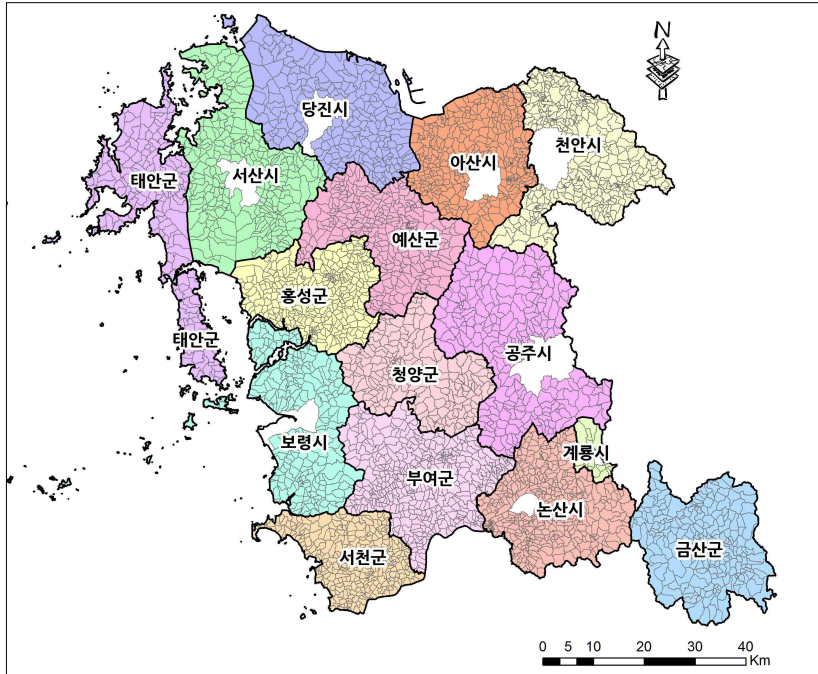 N
당진시
천안시
아산시
태안군
서산시
예산군
홍성군
태안군
공주시
청양군
보령시
계룡시
부여군
논산시
금산군
서천군
0 5 10 20 30 40
Km